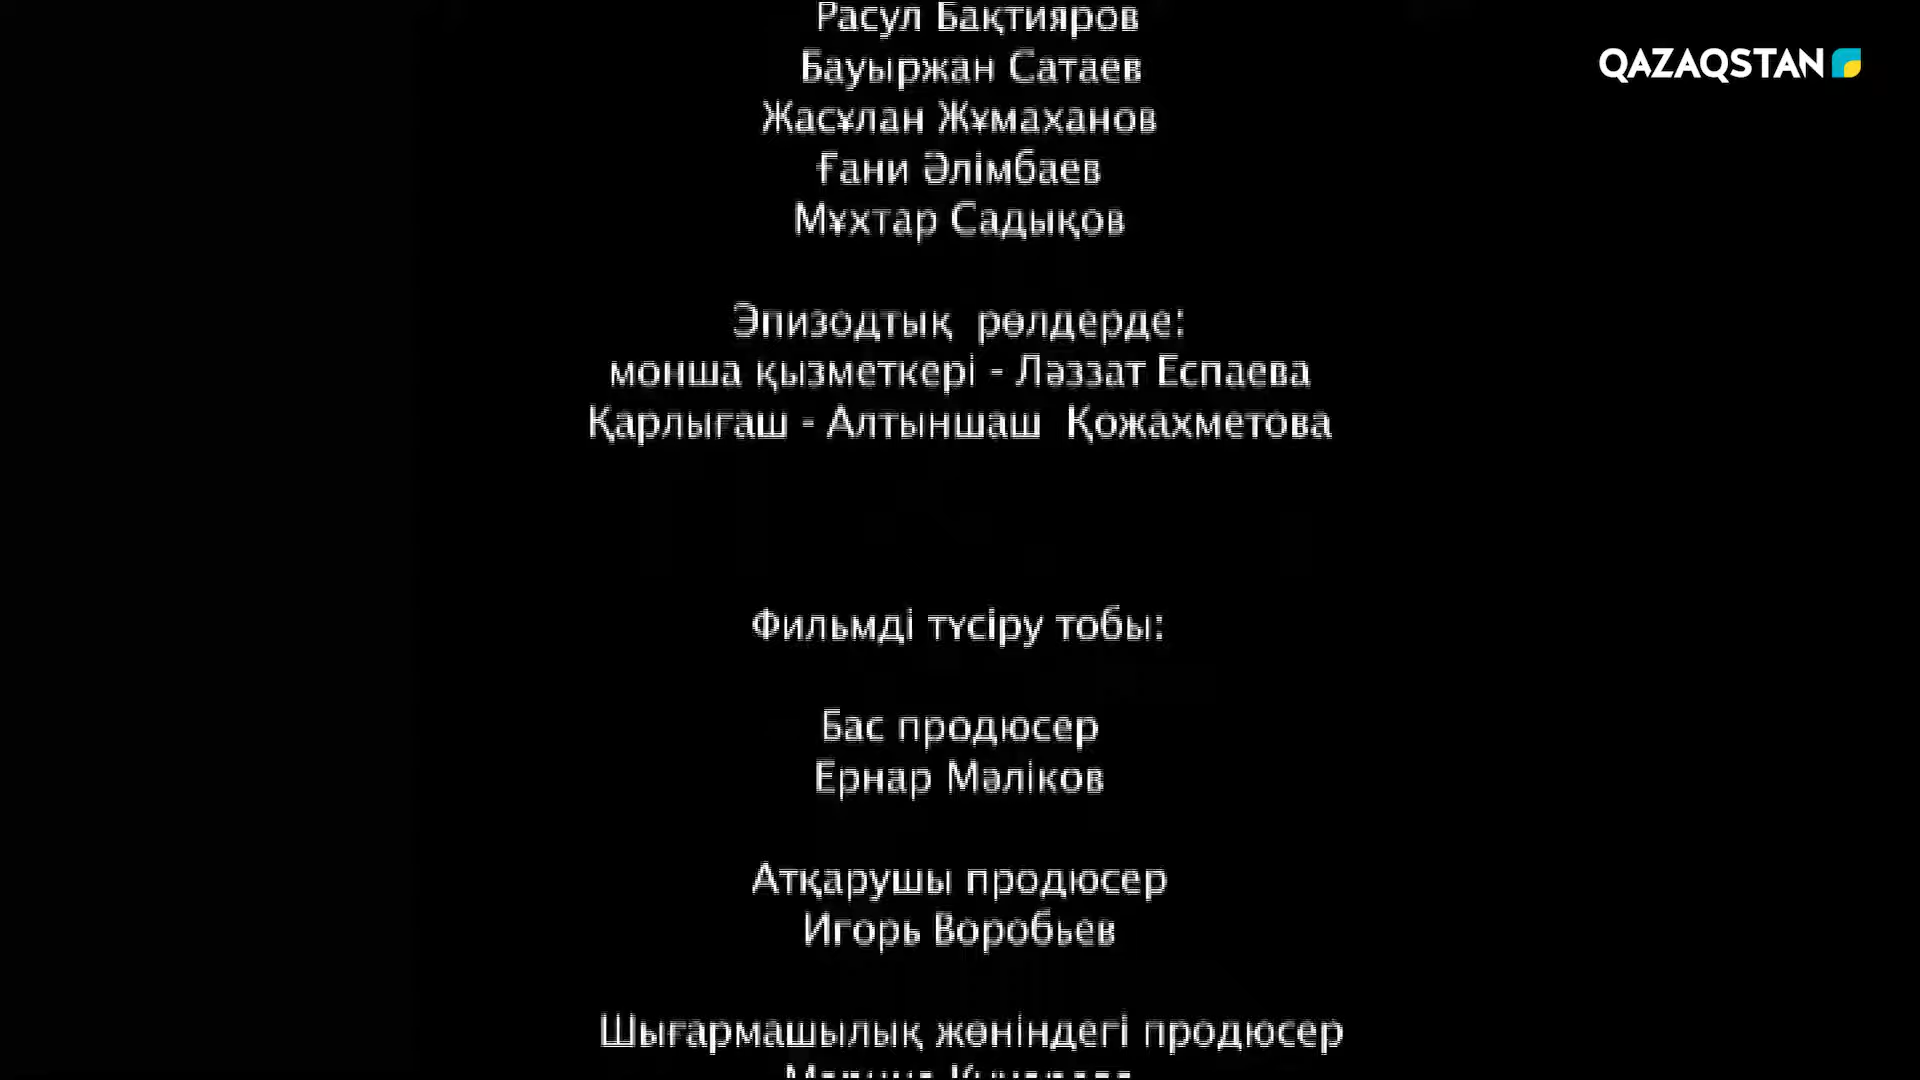 Расул Бақтияров
QAZAQSTAN
Бауыржан Сатаев
Жасұлан Жұмаханов
Ғани Әлімбаев
Мұхтар Садықов
Эпизодтық рөлдерде:
монша қызметкері - Ләззат Еспаева
Қарлығаш - Алтыншаш Қожахметова
Фильмді түсіру тобы:
Бас продюсер
Ернар Мәліков
Атқарушы продюсер
Игорь Воробьев
Шығармашылық жөніндегі продюсер